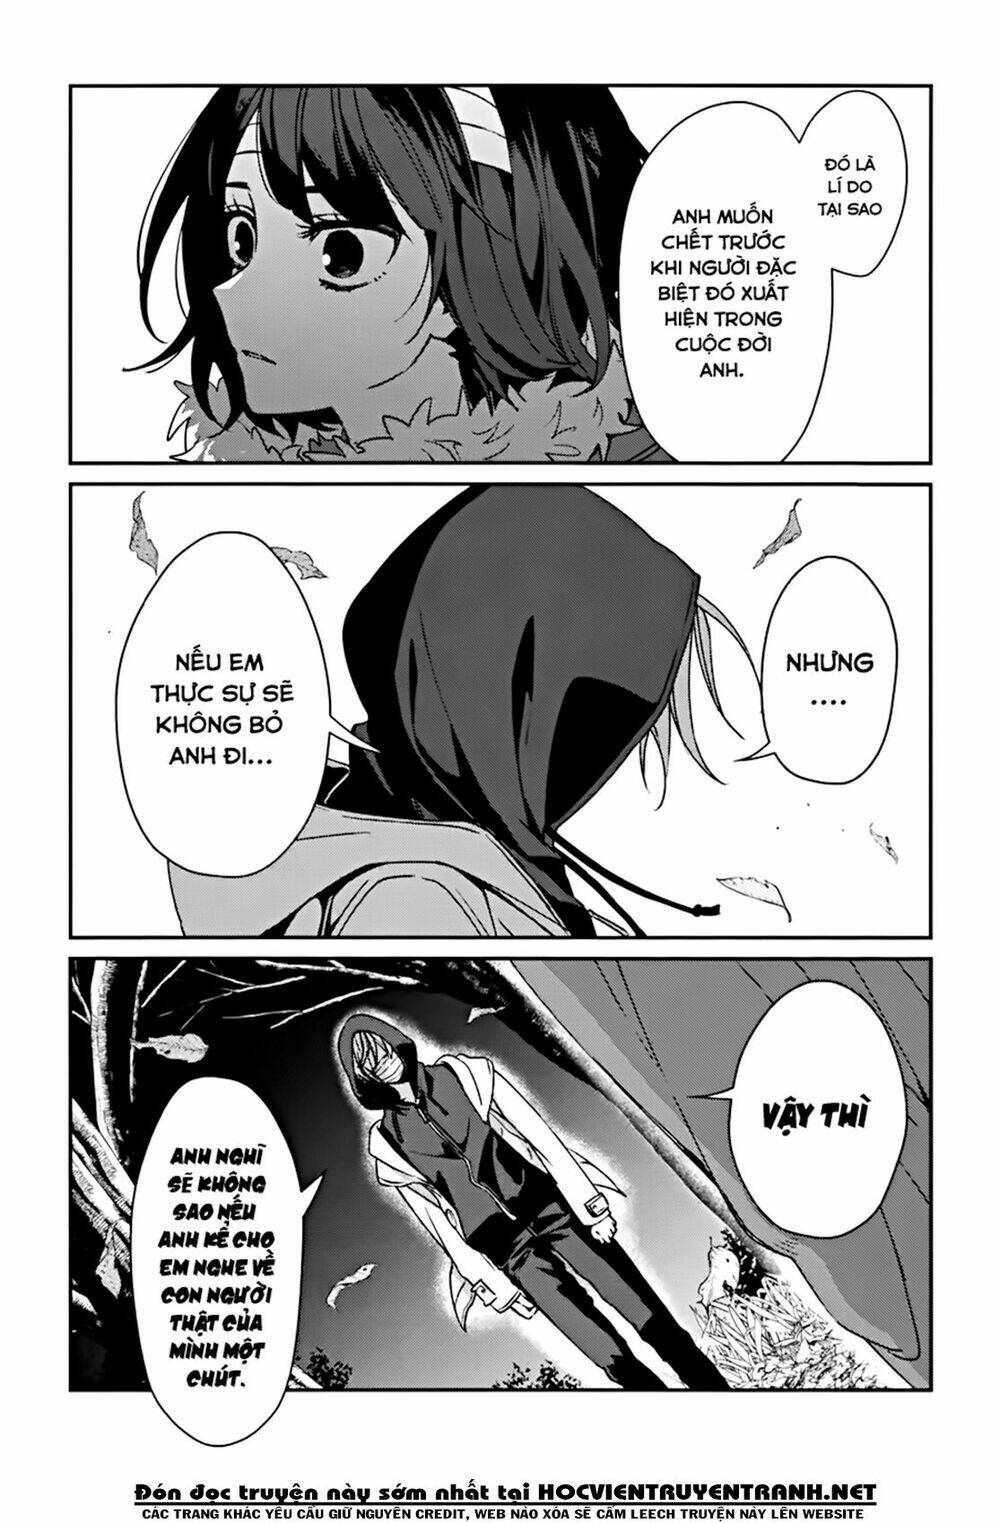 ĐÓ LÀ
LÍ DO
TẠI SAO
ANH MUỐN
CHẾT TRƯỚC
KHI NGƯỜI ĐẶC
BIỆT ĐÓ XUẤT
HIỆN TRONG
CUỘC ĐỜI
ANH.
NHƯNG
....
NẾU EM
THỰC SỰ SẼ
KHÔNG BỎ
ANH ĐI...
VẬY THÌ
ANH NGHĨ
SẼ KHÔNG
SAO NẾU
ANH KỂ CHO
EM NGHE VỀ
CON NGƯỜI
THẬT CỦA
MÌNH MỘT
CHÚT.
Đón đọc truyện này sớm nhất tại HOCVIENTRUYENTRANH.NET
CÁC TRANG KHÁC YÊU CẦU GIỮ NGUYÊN CREDIT, WEB NÀO XÓA SẼ CẤM LEECH TRUYỆN NÀY LÊN WEBSITE